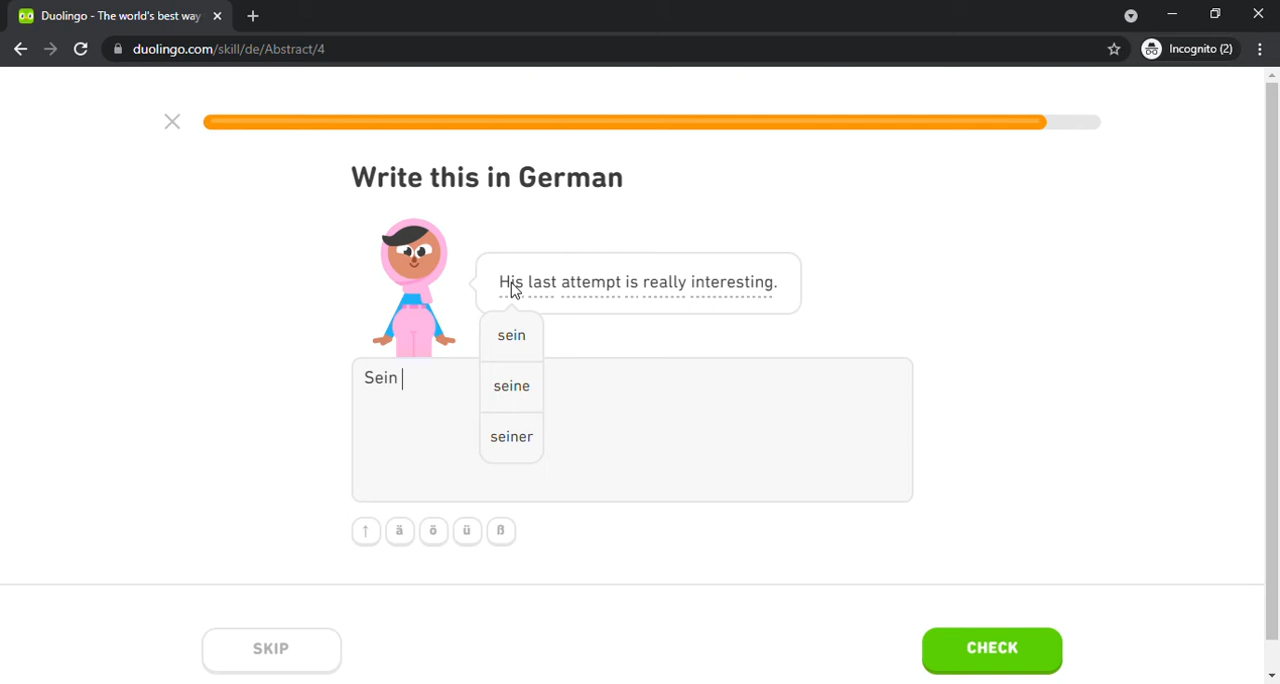 Duolingo - The world's best way
duolingo.com/skill/de/Abstract/4
Incognito (2)
Write this in German
His last attempt is really interesting.
sein
seine
seiner
Sein
↑ ä ö ü ß
SKIP
CHECK